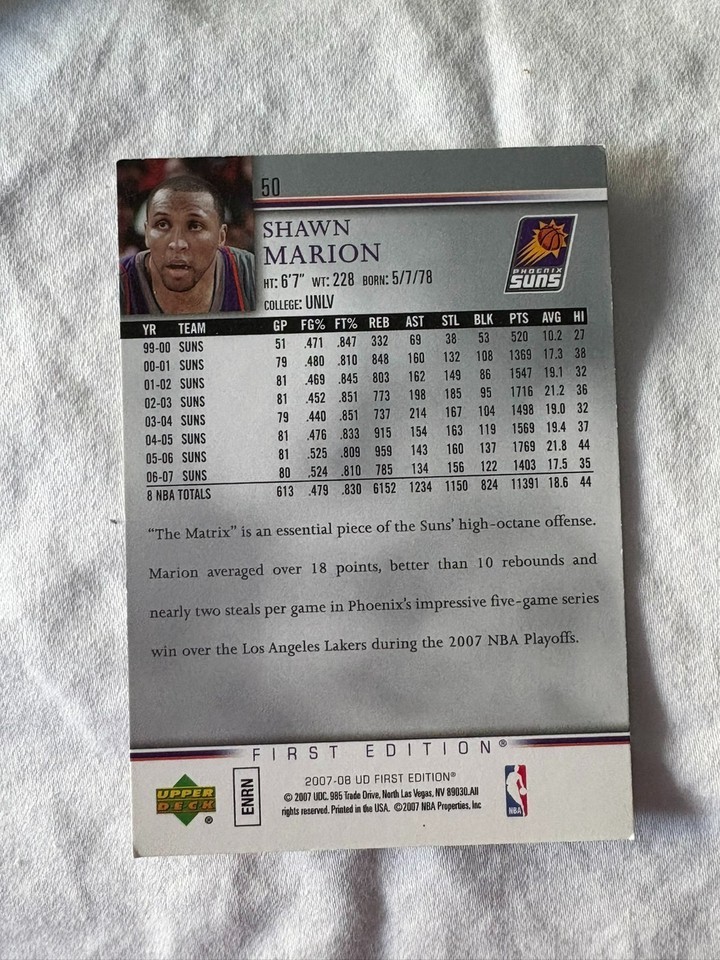 50
SHAWN
MARION
HT: 6'7" WT: 228 BORN: 5/7/78
COLLEGE: UNLV
PHOENIX
SUNS
YR TEAM GP FG% FT% REB AST STL BLK PTS AVG HI
99-00 SUNS 51 .471 .847 332 69 38 53 520 10.2 27
00-01 SUNS 79 .480 .810 848 160 132 108 1369 17.3 38
01-02 SUNS 81 .469 .845 803 162 149 86 1547 19.1 32
02-03 SUNS 81 .452 .851 773 198 185 95 1716 21.2 36
03-04 SUNS 79 .440 .851 737 214 167 104 1498 19.0 32
04-05 SUNS 81 .476 .833 915 154 163 119 1569 19.4 37
05-06 SUNS 81 .525 .809 959 143 160 137 1769 21.8 44
06-07 SUNS 80 .524 .810 785 134 156 122 1403 17.5 35
8 NBA TOTALS 613 .479 .830 6152 1234 1150 824 11391 18.6 44
"The Matrix" is an essential piece of the Suns' high-octane offense.
Marion averaged over 18 points, better than 10 rebounds and
nearly two steals per game in Phoenix's impressive five-game series
win over the Los Angeles Lakers during the 2007 NBA Playoffs.
FIRST EDITION®
UPPER
DECK
®
ENRN
2007-08 UD FIRST EDITION®
© 2007 UDC. 985 Trade Drive, North Las Vegas, NV 89030.All
rights reserved. Printed in the USA. ©2007 NBA Properties, Inc
NBA